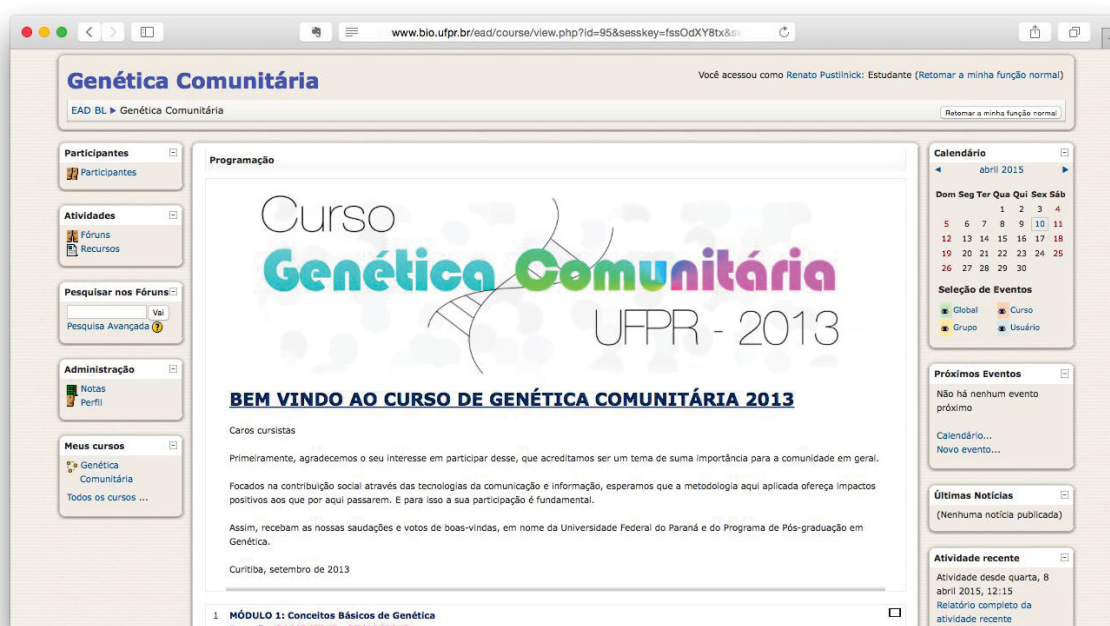 www.bio.ufpr.br/ead/course/view.php?id=95&sesskey=fssOdXY8tx&
Genética Comunitária
Você acessou como Renato Pustilnick: Estudante (Retomar a minha função normal)
EAD BL ► Genética Comunitária
Retomar a minha função normal
Participantes
Participantes
Atividades
Fóruns
Recursos
Pesquisar nos Fóruns
Vai
Pesquisa Avançada ?
Administração
Notas
Perfil
Meus cursos
Genética
Comunitária
Todos os cursos ...
Programação
Curso
Genética Comunitária
UFPR - 2013
BEM VINDO AO CURSO DE GENÉTICA COMUNITÁRIA 2013
Caros cursistas
Primeiramente, agradecemos o seu interesse em participar desse, que acreditamos ser um tema de suma importância para a comunidade em geral.
Focados na contribuição social através das tecnologias da comunicação e informação, esperamos que a metodologia aqui aplicada ofereça impactos
positivos aos que por aqui passarem. E para isso a sua participação é fundamental.
Assim, recebam as nossas saudações e votos de boas-vindas, em nome da Universidade Federal do Paraná e do Programa de Pós-graduação em
Genética.
Curitiba, setembro de 2013
1 MÓDULO 1: Conceitos Básicos de Genética
Calendário
◄ abril 2015 ►
Dom Seg Ter Qua Qui Sex Sáb
1 2 3 4
5 6 7 8 9 10 11
12 13 14 15 16 17 18
19 20 21 22 23 24 25
26 27 28 29 30
Seleção de Eventos
Global Curso
Grupo Usuário
Próximos Eventos
Não há nenhum evento
próximo
Calendário...
Novo evento...
Últimas Notícias
(Nenhuma notícia publicada)
Atividade recente
Atividade desde quarta, 8
abril 2015, 12:15
Relatório completo da
atividade recente